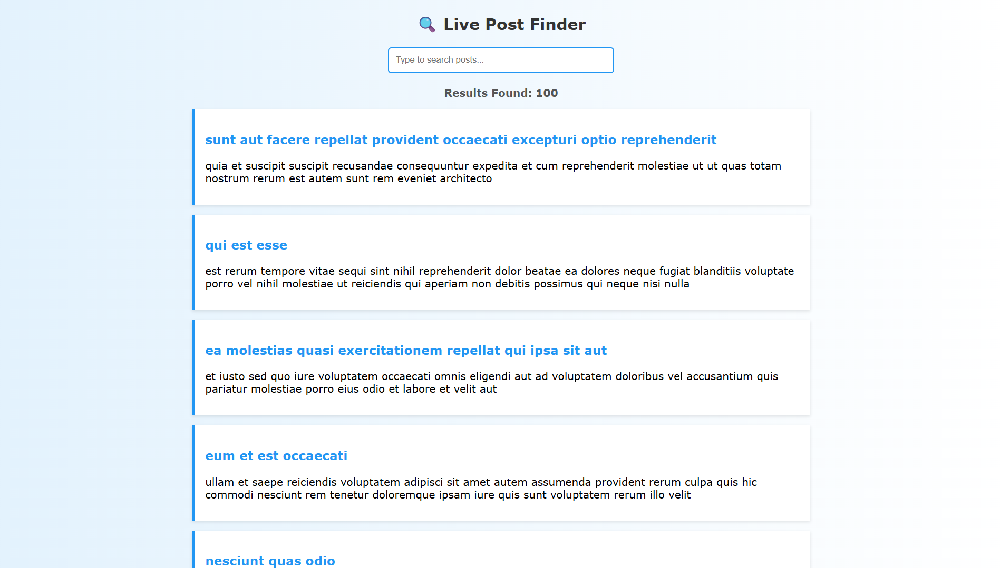 🔍 Live Post Finder
Type to search posts...
Results Found: 100
sunt aut facere repellat provident occaecati excepturi optio reprehenderit
quia et suscipit suscipit recusandae consequuntur expedita et cum reprehenderit molestiae ut ut quas totam
nostrum rerum est autem sunt rem eveniet architecto
qui est esse
est rerum tempore vitae sequi sint nihil reprehenderit dolor beatae ea dolores neque fugiat blanditiis voluptate
porro vel nihil molestiae ut reiciendis qui aperiam non debitis possimus qui neque nisi nulla
ea molestias quasi exercitationem repellat qui ipsa sit aut
et iusto sed quo iure voluptatem occaecati omnis eligendi aut ad voluptatem doloribus vel accusantium quis
pariatur molestiae porro eius odio et labore et velit aut
eum et est occaecati
ullam et saepe reiciendis voluptatem adipisci sit amet autem assumenda provident rerum culpa quis hic
commodi nesciunt rem tenetur doloremque ipsam iure quis sunt voluptatem rerum illo velit
nesciunt quas odio